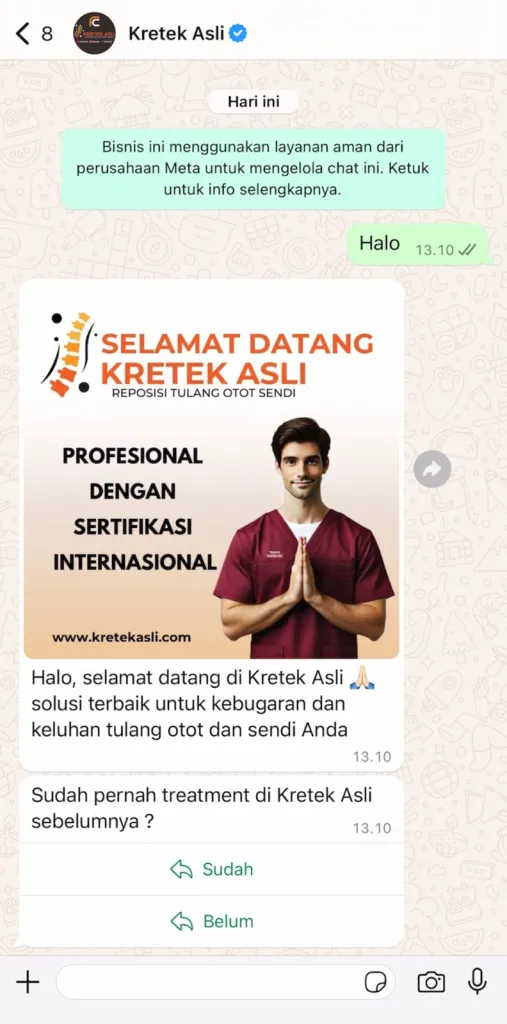 8
Kretek Asli
Hari ini
Bisnis ini menggunakan layanan aman dari
perusahaan Meta untuk mengelola chat ini. Ketuk
untuk info selengkapnya.
Halo
13.10
SELAMAT DATANG
KRETEK ASLI
REPOSISI TULANG OTOT SENDI
PROFESIONAL
DENGAN
SERTIFIKASI
INTERNASIONAL
www.kretekasli.com
Halo, selamat datang di Kretek Asli 🙏🏻
solusi terbaik untuk kebugaran dan
keluhan tulang otot dan sendi Anda
13.10
Sudah pernah treatment di Kretek Asli
sebelumnya ?
13.10
Sudah
Belum